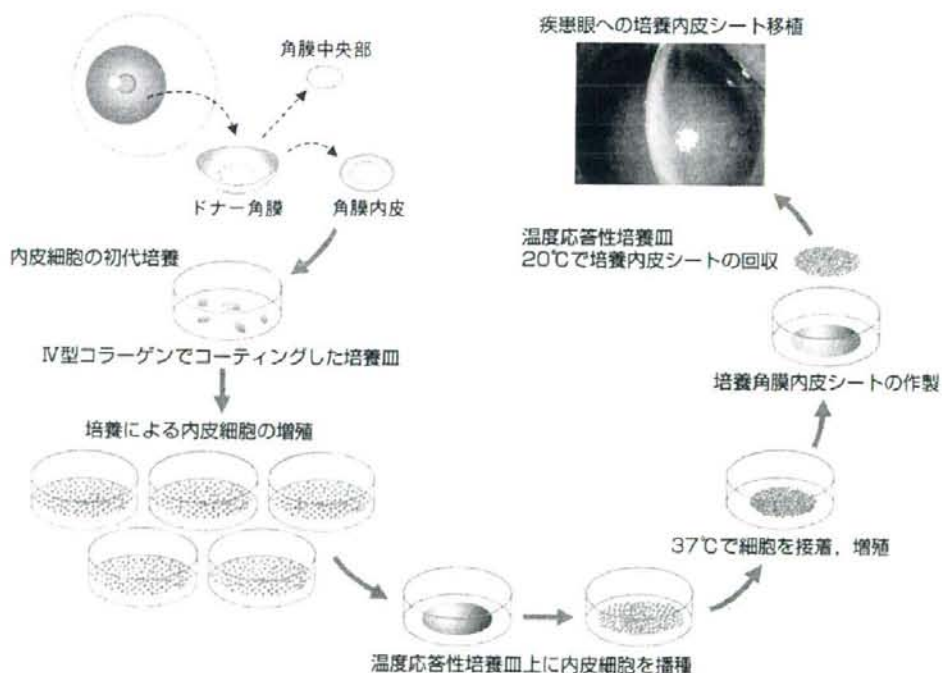 角膜中央部
ドナー角膜
角膜内皮
内皮細胞の初代培養
Ⅳ型コラーゲンでコーティングした培養皿
培養による内皮細胞の増殖
温度応答性培養皿上に内皮細胞を播種
37℃で細胞を接着,増殖
培養角膜内皮シートの作製
温度応答性培養皿
20℃で培養内皮シートの回収
疾患眼への培養内皮シート移植